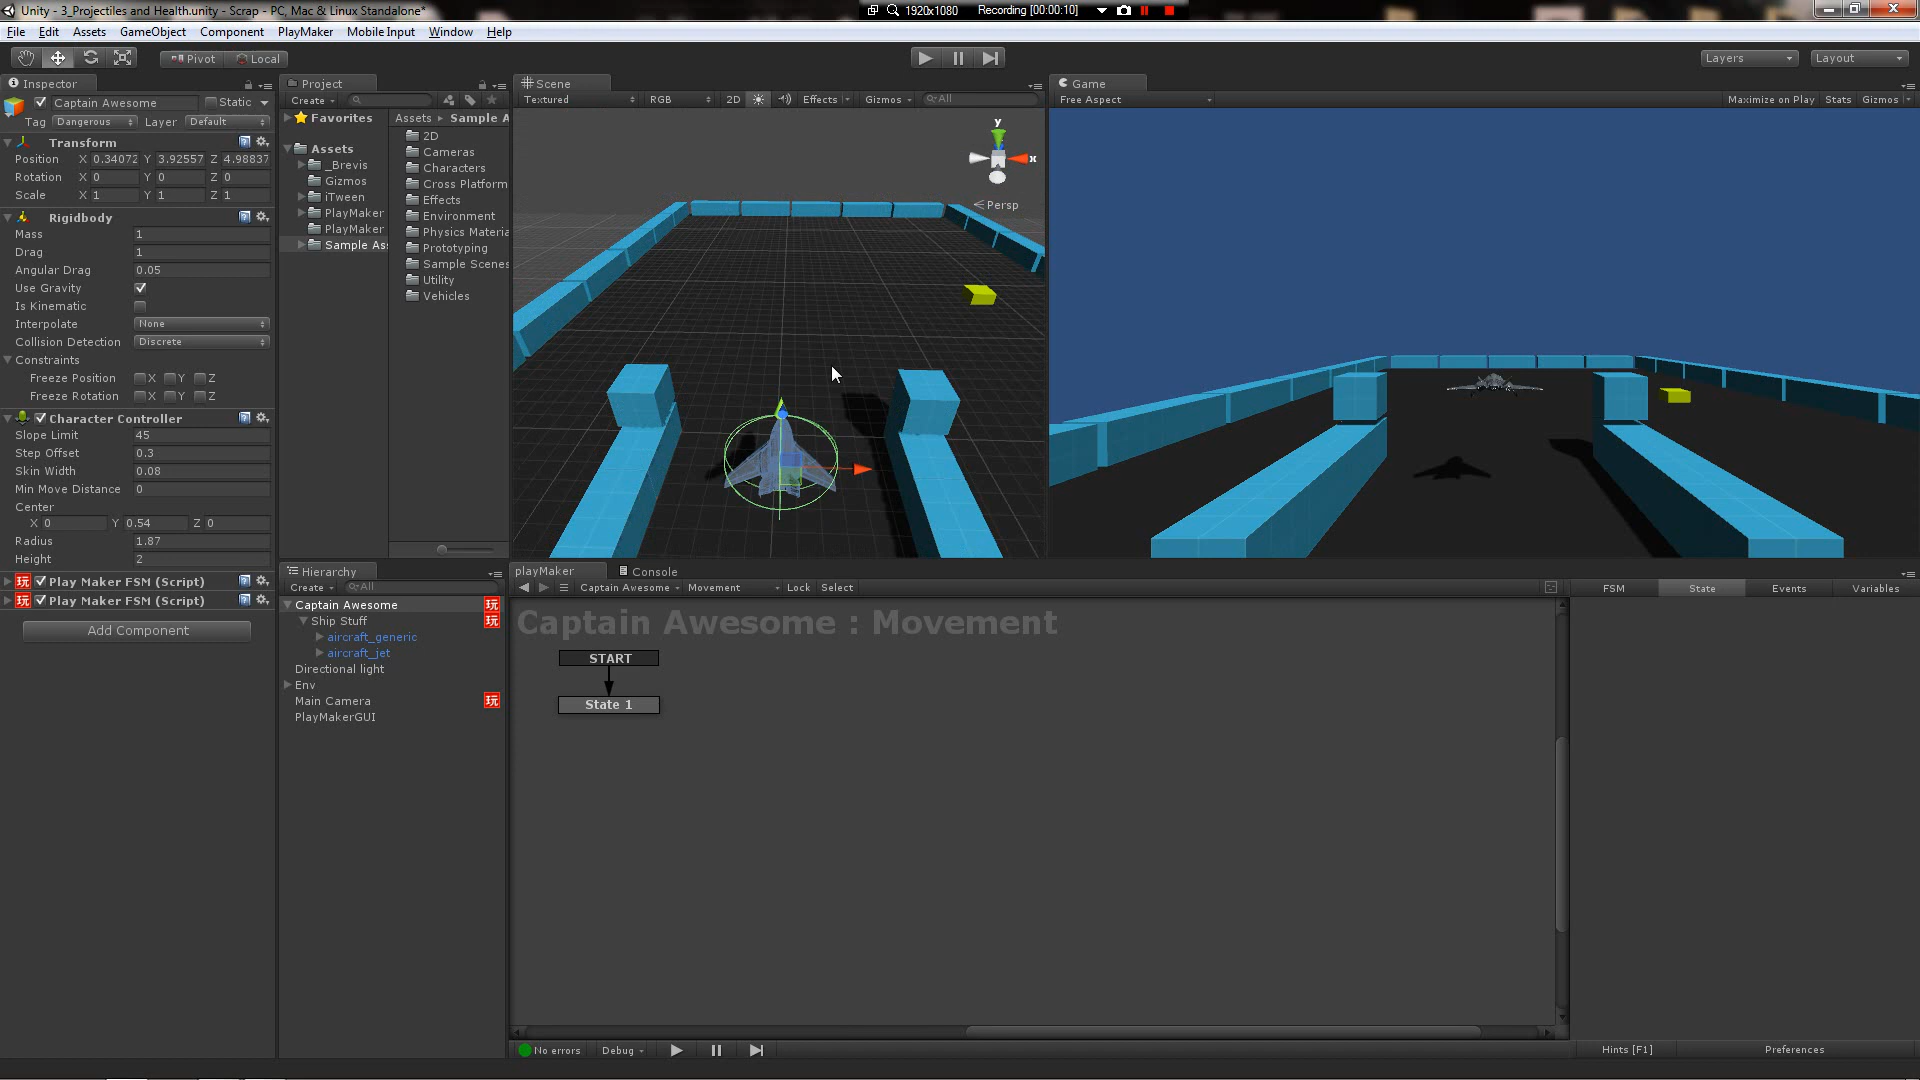 Unity - 3_Projectiles and Health.unity - Scrap - PC, Mac & Linux Standalone*
1920x1080 Recording [00:00:10]
File Edit Assets GameObject Component PlayMaker Mobile Input Window Help
Pivot Local Layers Layout
Inspector
Captain Awesome Static
Tag Dangerous Layer Default
Transform
Position X 0.34072 Y 3.92557 Z 4.98837
Rotation X 0 Y 0 Z 0
Scale X 1 Y 1 Z 1
Rigidbody
Mass 1
Drag 1
Angular Drag 0.05
Use Gravity
Is Kinematic
Interpolate None
Collision Detection Discrete
Constraints
Freeze Position X Y Z
Freeze Rotation X Y Z
Character Controller
Slope Limit 45
Step Offset 0.3
Skin Width 0.08
Min Move Distance 0
Center
X 0 Y 0.54 Z 0
Radius 1.87
Height 2
玩 Play Maker FSM (Script)
玩 Play Maker FSM (Script)
Add Component
Project
Create
Favorites
Assets
_Brevis
Gizmos
iTween
PlayMaker
PlayMaker
Sample Ass
Assets ▸ Sample A
2D
Cameras
Characters
Cross Platform
Effects
Environment
Physics Materia
Prototyping
Sample Scenes
Utility
Vehicles
Scene
Textured RGB 2D Effects Gizmos All
y
x
Persp
Game
Free Aspect Maximize on Play Stats Gizmos
Hierarchy
Create All
Captain Awesome 玩
Ship Stuff 玩
aircraft_generic
aircraft_jet
Directional light
Env
Main Camera 玩
PlayMakerGUI
playMaker Console
Captain Awesome Movement Lock Select
FSM State Events Variables
Captain Awesome : Movement
START
State 1
No errors Debug
Hints [F1] Preferences